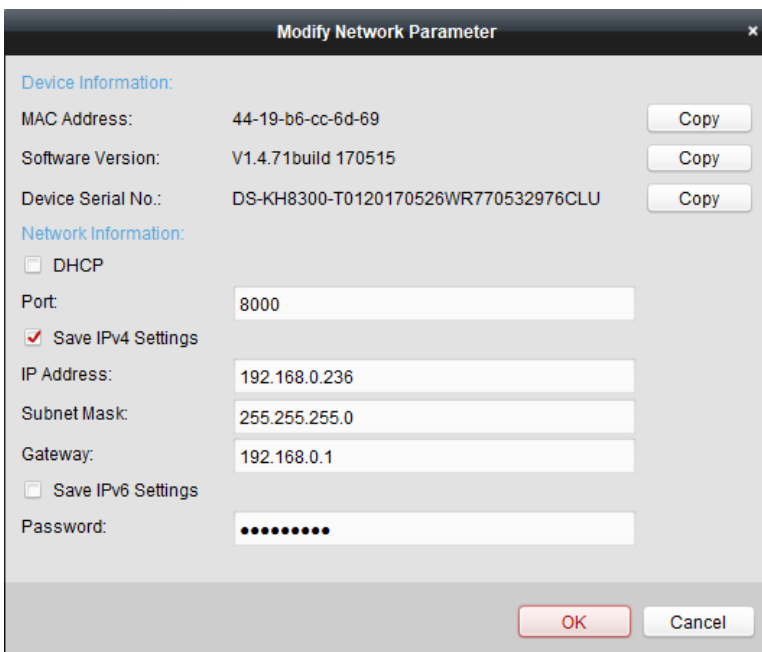 Modify Network Parameter ×
Device Information:
MAC Address: 44-19-b6-cc-6d-69 Copy
Software Version: V1.4.71build 170515 Copy
Device Serial No.: DS-KH8300-T0120170526WR770532976CLU Copy
Network Information:
DHCP
Port: 8000
Save IPv4 Settings
IP Address: 192.168.0.236
Subnet Mask: 255.255.255.0
Gateway: 192.168.0.1
Save IPv6 Settings
Password: •••••••••
OK Cancel